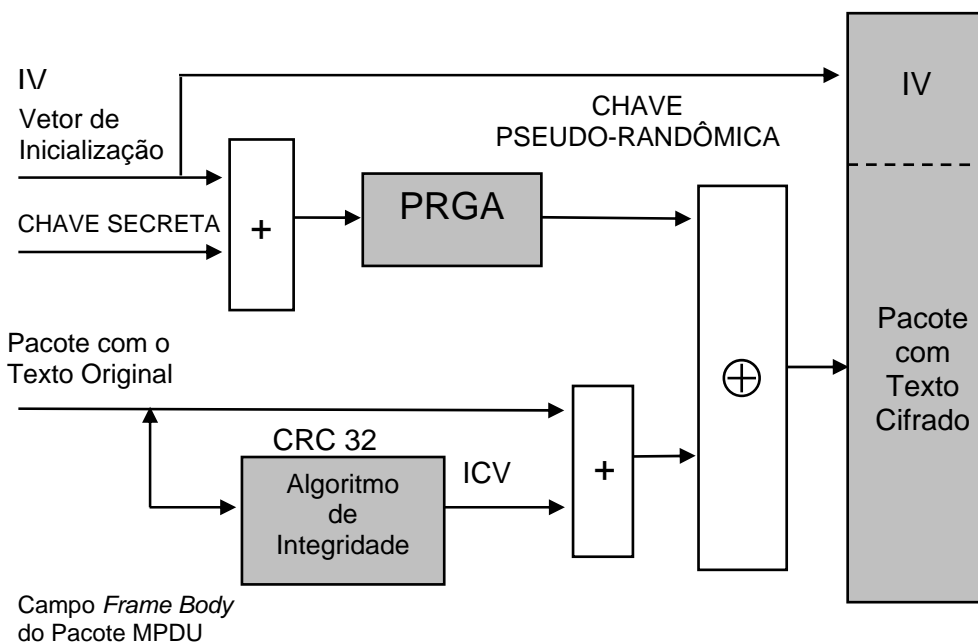 IV
Vetor de
Inicialização
CHAVE SECRETA
+
PRGA
CHAVE
PSEUDO-RANDÔMICA
IV
Pacote com o
Texto Original
CRC 32
Algoritmo
de
Integridade
ICV
+
Pacote
com
Texto
Cifrado
Campo Frame Body
do Pacote MPDU